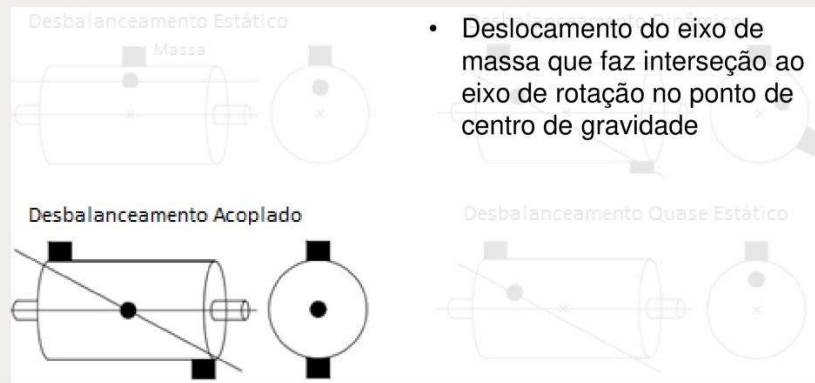 Desbalanceamento Estático
Massa
• Deslocamento do eixo de
massa que faz interseção ao
eixo de rotação no ponto de
centro de gravidade
Desbalanceamento Acoplado
Desbalanceamento Quase Estático